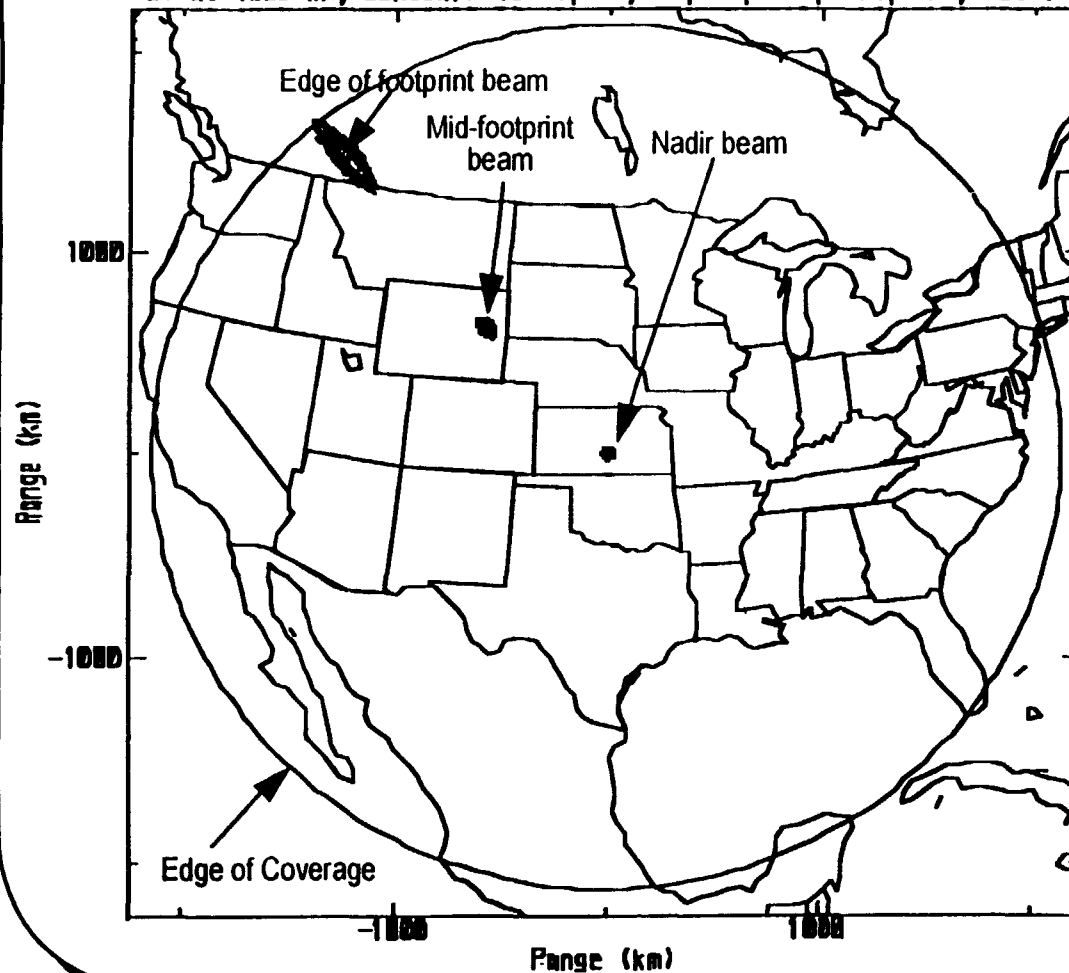 Edge of footprint beam
Mid-footprint
beam
Nadir beam
1000
Range (km)
-1000
Edge of Coverage
-1000
1000
Range (km)